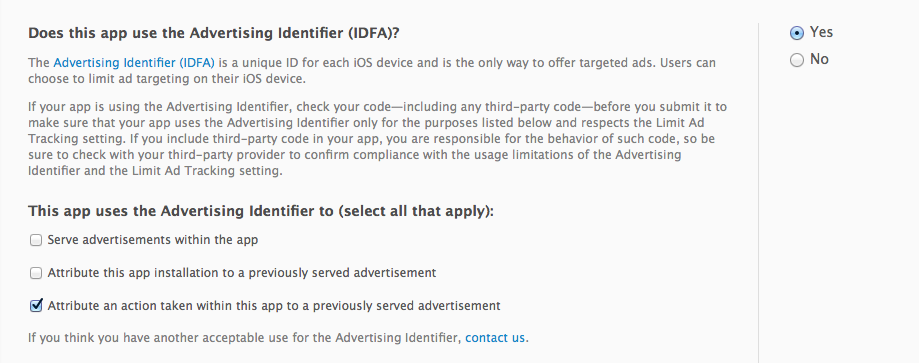 Does this app use the Advertising Identifier (IDFA)?
Yes
No
The Advertising Identifier (IDFA) is a unique ID for each iOS device and is the only way to offer targeted ads. Users can
choose to limit ad targeting on their iOS device.
If your app is using the Advertising Identifier, check your code—including any third-party code—before you submit it to
make sure that your app uses the Advertising Identifier only for the purposes listed below and respects the Limit Ad
Tracking setting. If you include third-party code in your app, you are responsible for the behavior of such code, so be
sure to check with your third-party provider to confirm compliance with the usage limitations of the Advertising
Identifier and the Limit Ad Tracking setting.
This app uses the Advertising Identifier to (select all that apply):
Serve advertisements within the app
Attribute this app installation to a previously served advertisement
Attribute an action taken within this app to a previously served advertisement
If you think you have another acceptable use for the Advertising Identifier, contact us.